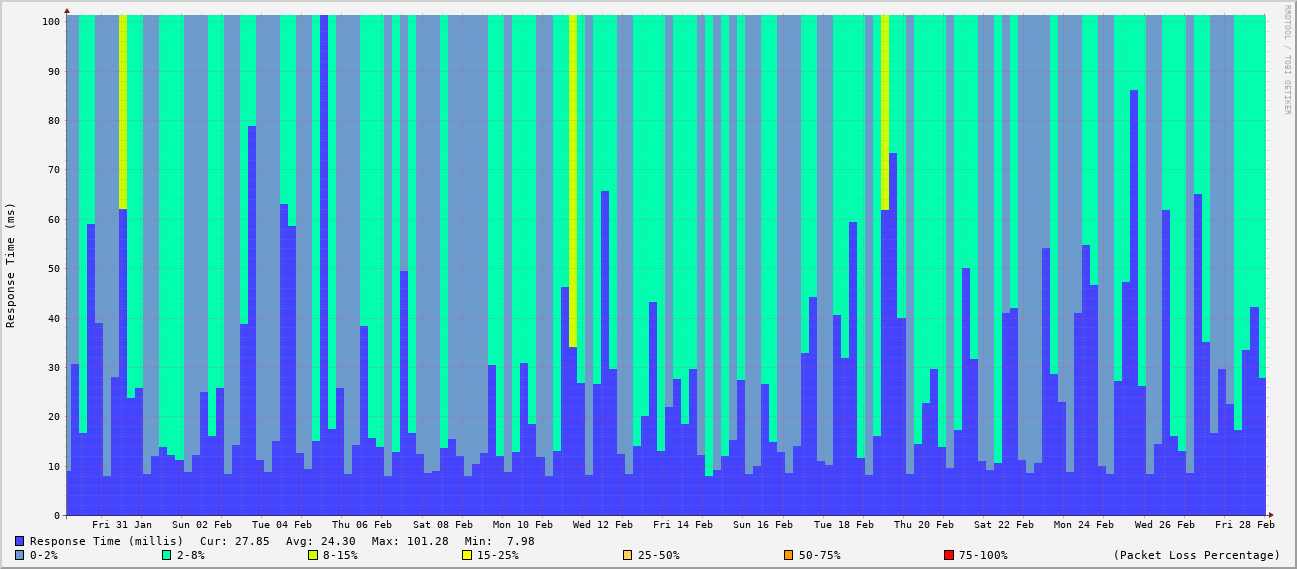 RRDTOOL / TOBI OETIKER
Response Time (ms)
100
90
80
70
60
50
40
30
20
10
0
Fri 31 Jan Sun 02 Feb Tue 04 Feb Thu 06 Feb Sat 08 Feb Mon 10 Feb Wed 12 Feb Fri 14 Feb Sun 16 Feb Tue 18 Feb Thu 20 Feb Sat 22 Feb Mon 24 Feb Wed 26 Feb Fri 28 Feb
Response Time (millis) Cur: 27.85 Avg: 24.30 Max: 101.28 Min: 7.98
0-2% 2-8% 8-15% 15-25% 25-50% 50-75% 75-100% (Packet Loss Percentage)